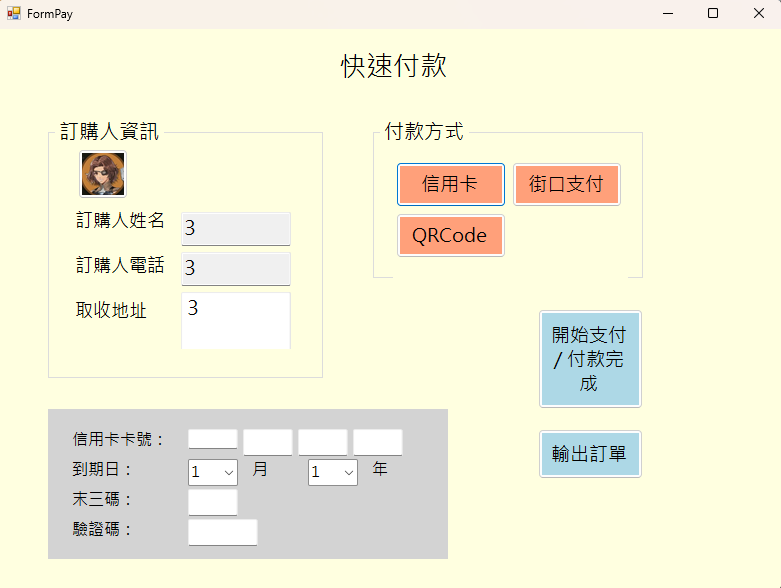 FormPay
快速付款
訂購人資訊
訂購人姓名 3
訂購人電話 3
取收地址 3
付款方式
信用卡 街口支付
QRCode
開始支付
/ 付款完
成
輸出訂單
信用卡卡號：
到期日： 1 月 1 年
末三碼：
驗證碼：